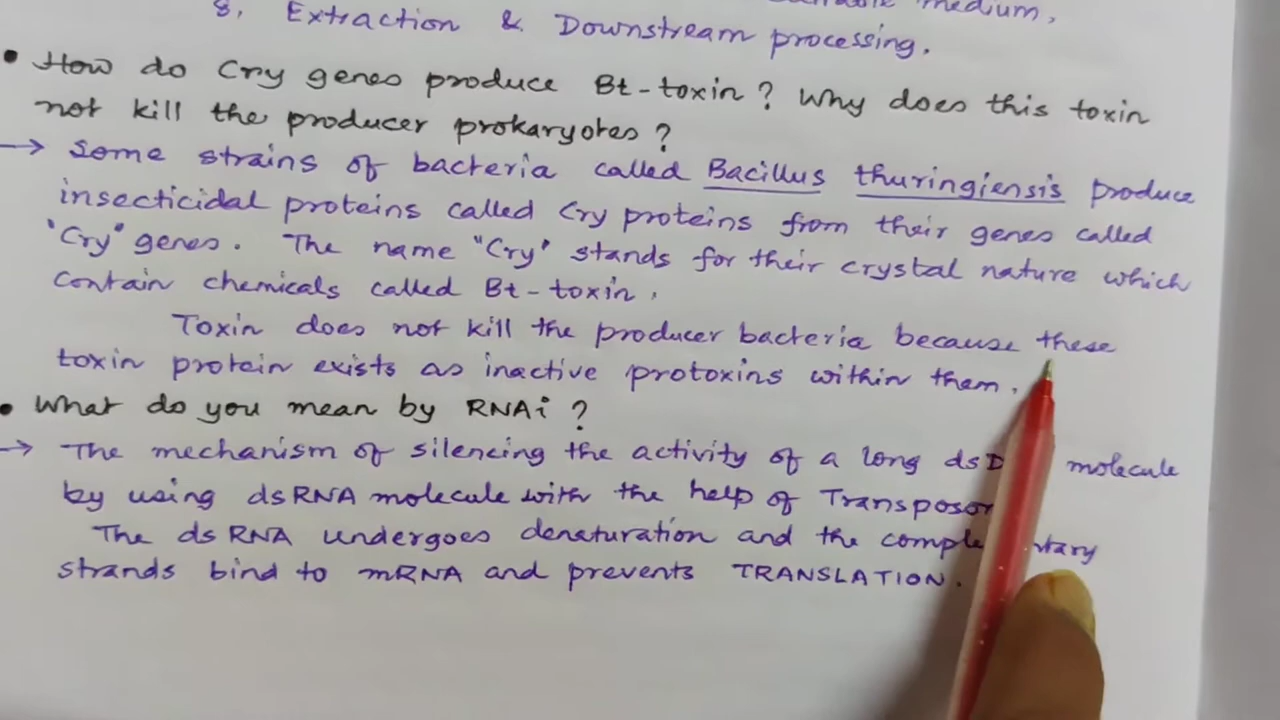 8. Extraction & Downstream processing.
medium,
• How do Cry genes produce Bt-toxin? Why does this toxin
not kill the producer prokaryotes?
→ Some strains of bacteria called Bacillus thuringiensis produce
insecticidal proteins called Cry proteins from their genes called
"Cry" genes. The name "Cry" stands for their crystal nature which
contain chemicals called Bt-toxin.
Toxin does not kill the producer bacteria because these
toxin protein exists as inactive protoxins within them.
• What do you mean by RNAi?
→ The mechanism of silencing the activity of a long dsD molecule
by using dsRNA molecule with the help of Transposon
The dsRNA undergoes denaturation and the comple ntary
strands bind to mRNA and prevents TRANSLATION.